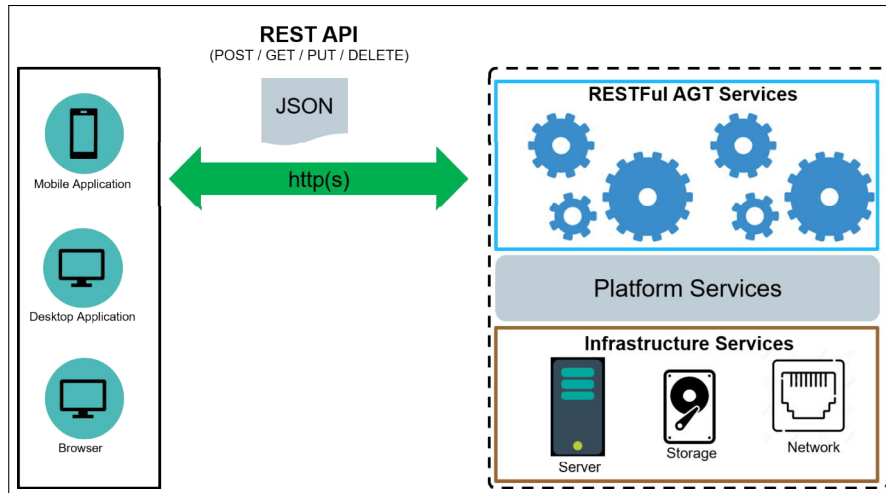 REST API
(POST / GET / PUT / DELETE)
JSON
http(s)
Mobile Application
Desktop Application
Browser
RESTFul AGT Services
Platform Services
Infrastructure Services
Server
Storage
Network